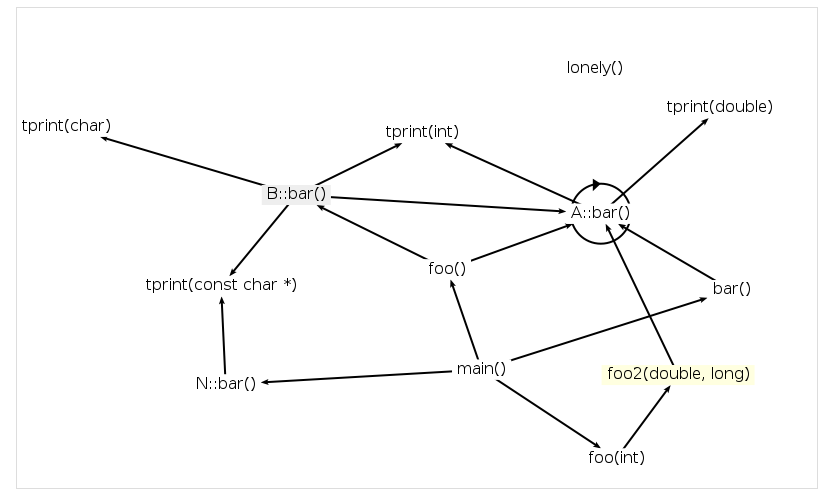 lonely()
tprint(double)
tprint(char)
tprint(int)
B::bar()
A::bar()
foo()
tprint(const char *)
bar()
main()
foo2(double, long)
N::bar()
foo(int)